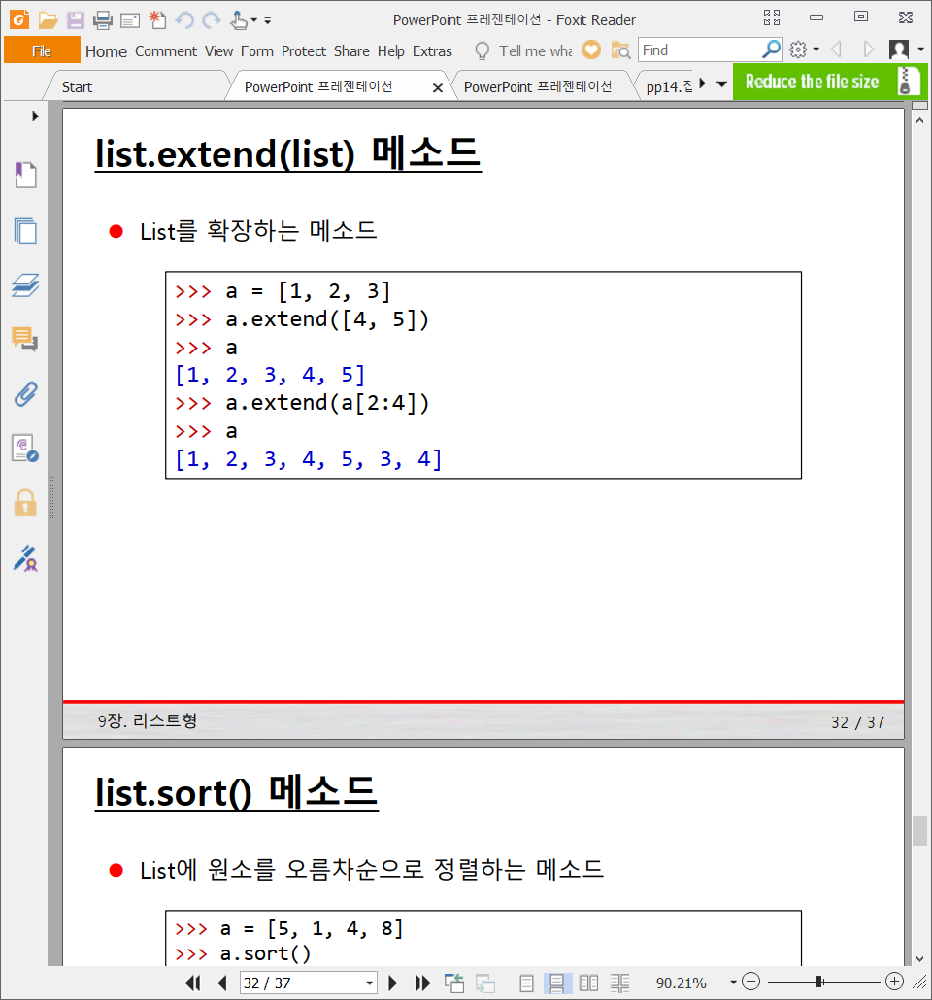 PowerPoint 프레젠테이션 - Foxit Reader
File Home Comment View Form Protect Share Help Extras Tell me wha Find
Start PowerPoint 프레젠테이션 PowerPoint 프레젠테이션 pp14.집 Reduce the file size
list.extend(list) 메소드
● List를 확장하는 메소드
>>> a = [1, 2, 3]
>>> a.extend([4, 5])
>>> a
[1, 2, 3, 4, 5]
>>> a.extend(a[2:4])
>>> a
[1, 2, 3, 4, 5, 3, 4]
9장. 리스트형 32 / 37
list.sort() 메소드
● List에 원소를 오름차순으로 정렬하는 메소드
>>> a = [5, 1, 4, 8]
>>> a.sort()
32 / 37 90.21%